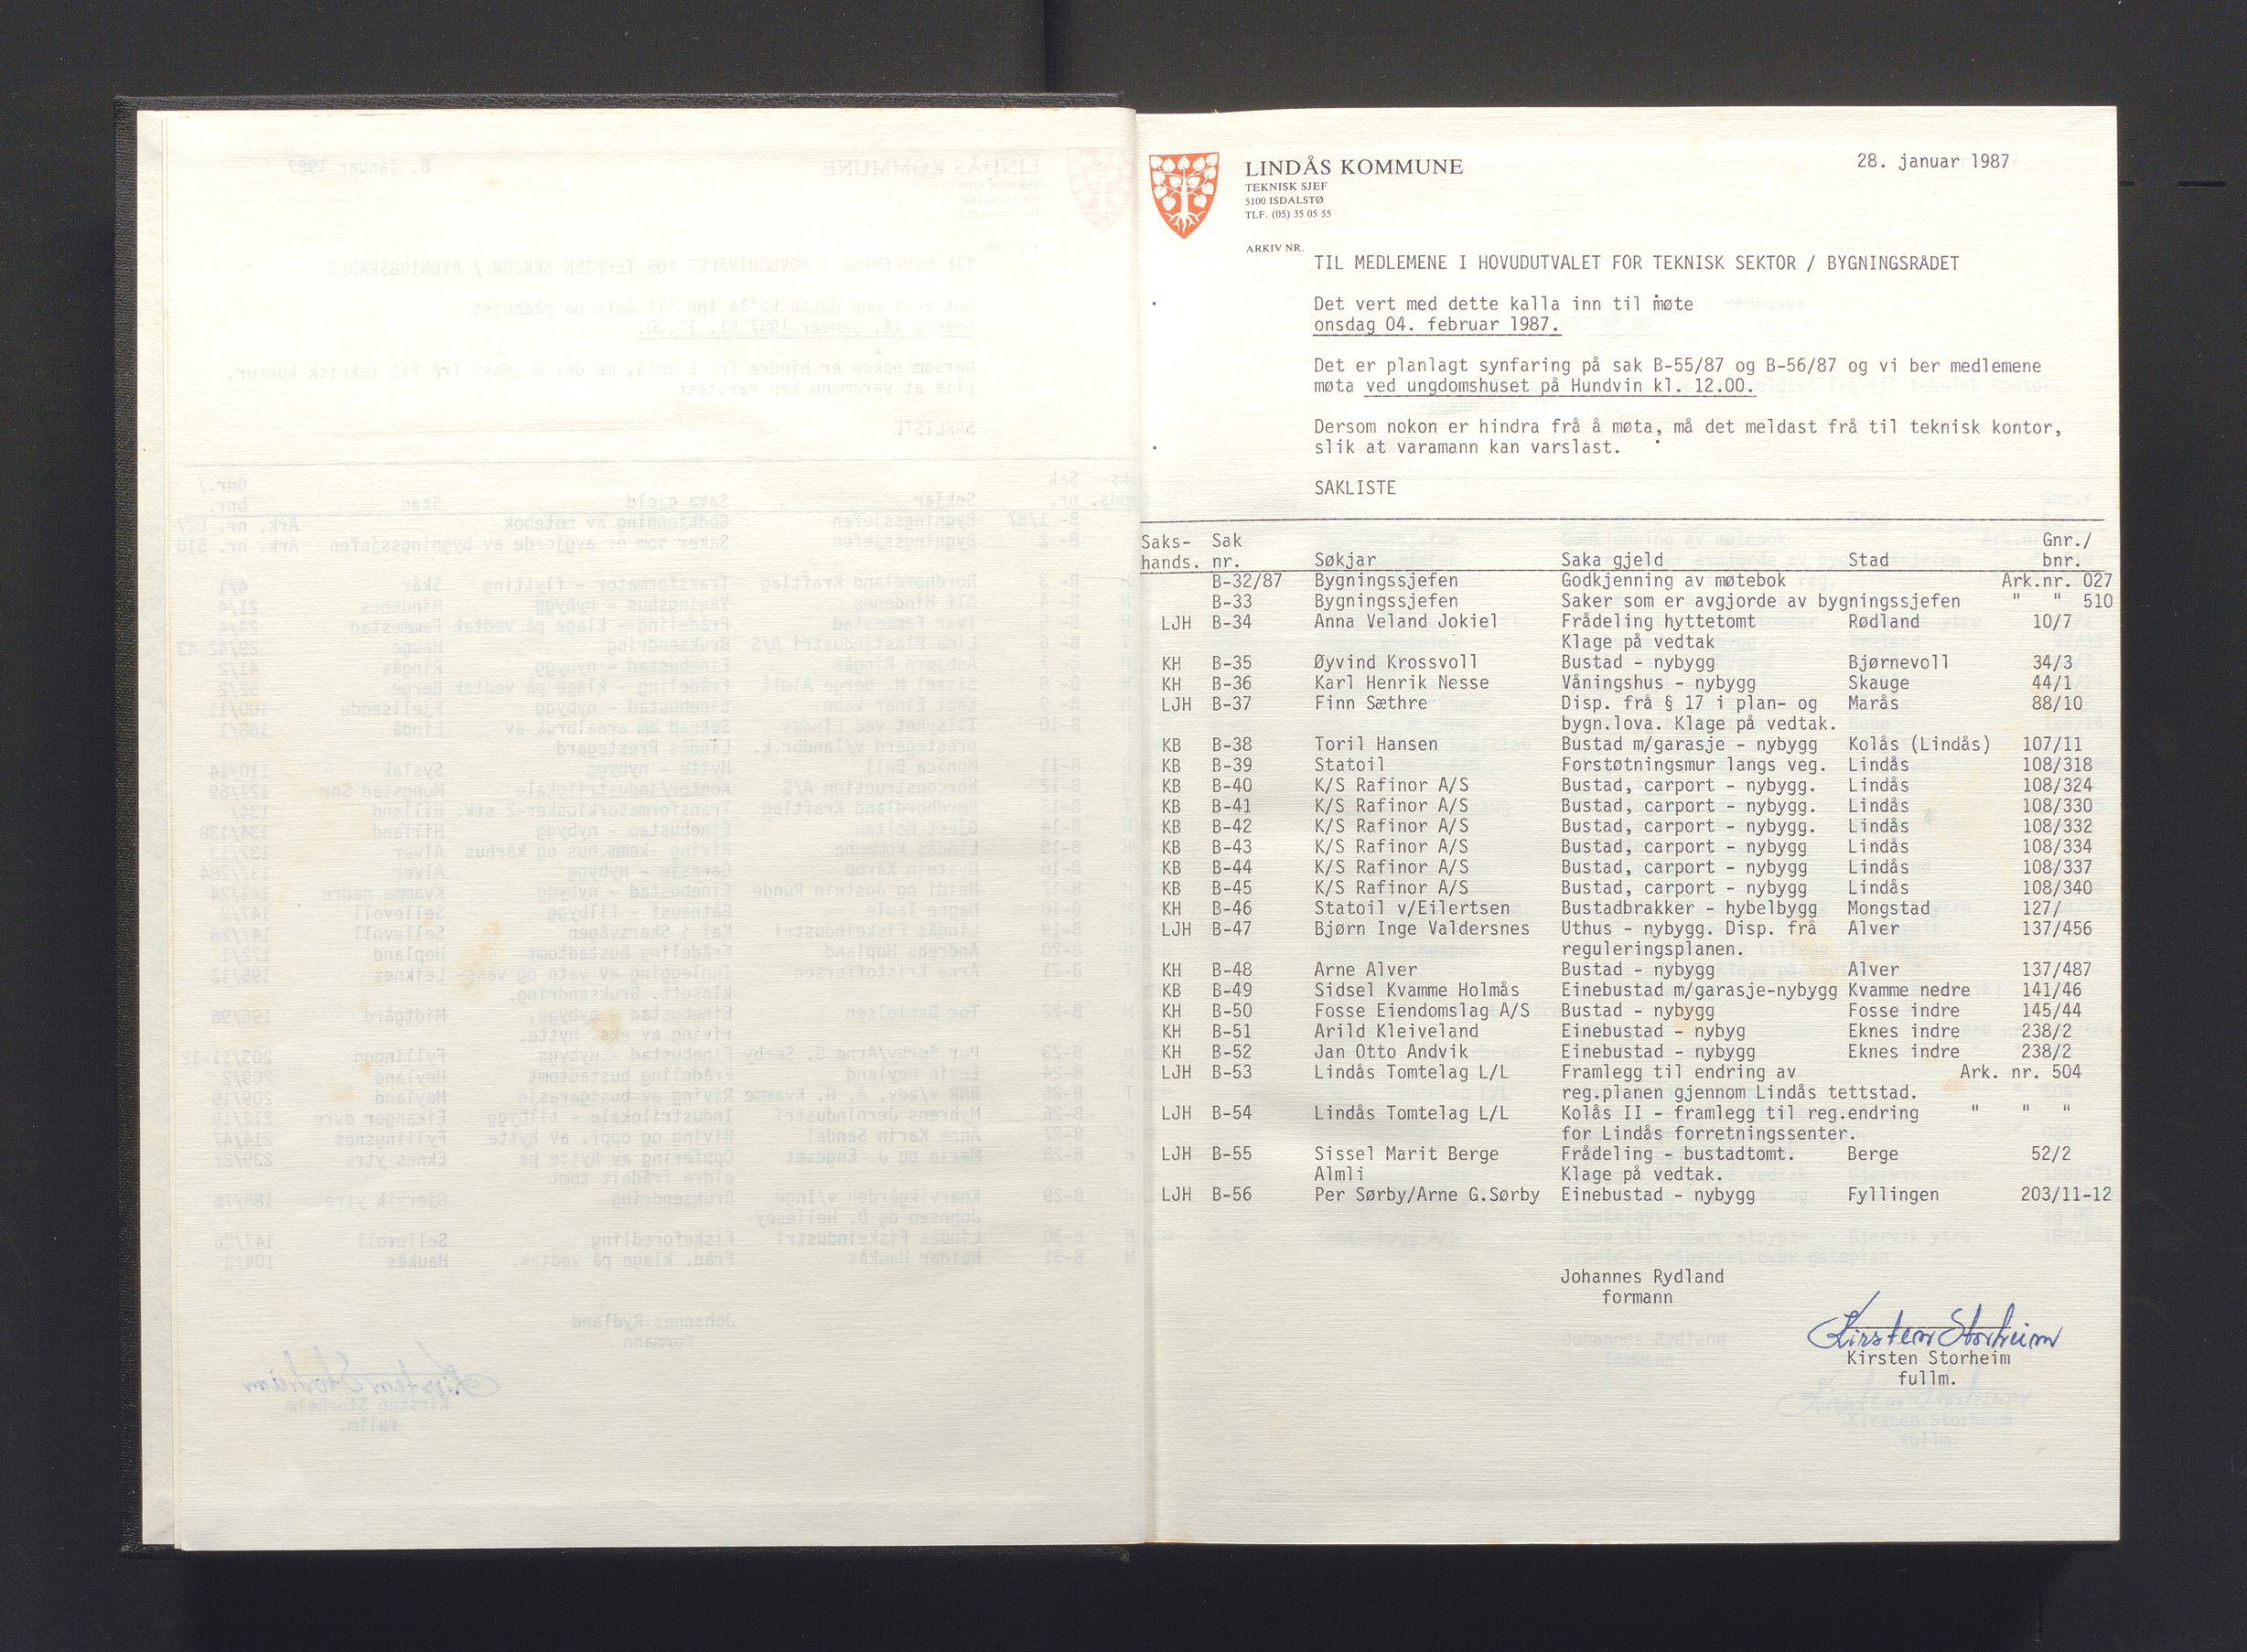 LINDÅS KOMMUNE
TEKNISK SJEF
5100 ISDALSTØ
TLF. (05) 35 05 55
28. januar 1987
ARKIV NR.
TIL MEDLEMENE I HOVUDUTVALET FOR TEKNISK SEKTOR / BYGNINGSRÅDET
Det vert med dette kalla inn til møte
onsdag 04. februar 1987.
Det er planlagt synfaring på sak B-55/87 og B-56/87 og vi ber medlemene
møta ved ungdomshuset på Hundvin kl. 12.00.
Dersom nokon er hindra frå å møta, må det meldast frå til teknisk kontor,
slik at varamann kan varslast.
SAKLISTE
Saks- Sak Gnr./
hands. nr. Søkjar Saka gjeld Stad bnr.
B-32/87 Bygningssjefen Godkjenning av møtebok Ark.nr. 027
B-33 Bygningssjefen Saker som er avgjorde av bygningssjefen " " 510
LJH B-34 Anna Veland Jokiel Frådeling hyttetomt Rødland 10/7
Klage på vedtak
KH B-35 Øyvind Krossvoll Bustad - nybygg Bjørnevoll 34/3
KH B-36 Karl Henrik Nesse Våningshus - nybygg Skauge 44/1
LJH B-37 Finn Sæthre Disp. frå § 17 i plan- og Marås 88/10
bygn.lova. Klage på vedtak.
KB B-38 Toril Hansen Bustad m/garasje - nybygg Kolås (Lindås) 107/11
KB B-39 Statoil Forstøtningsmur langs veg. Lindås 108/318
KB B-40 K/S Rafinor A/S Bustad, carport - nybygg. Lindås 108/324
KB B-41 K/S Rafinor A/S Bustad, carport - nybygg. Lindås 108/330
KB B-42 K/S Rafinor A/S Bustad, carport - nybygg. Lindås 108/332
KB B-43 K/S Rafinor A/S Bustad, carport - nybygg Lindås 108/334
KB B-44 K/S Rafinor A/S Bustad, carport - nybygg Lindås 108/337
KB B-45 K/S Rafinor A/S Bustad, carport - nybygg Lindås 108/340
KH B-46 Statoil v/Eilertsen Bustadbrakker - hybelbygg Mongstad 127/
LJH B-47 Bjørn Inge Valdersnes Uthus - nybygg. Disp. frå Alver 137/456
reguleringsplanen.
KH B-48 Arne Alver Bustad - nybygg Alver 137/487
KB B-49 Sidsel Kvamme Holmås Einebustad m/garasje-nybygg Kvamme nedre 141/46
KH B-50 Fosse Eiendomslag A/S Bustad - nybygg Fosse indre 145/44
KH B-51 Arild Kleiveland Einebustad - nybyg Eknes indre 238/2
KH B-52 Jan Otto Andvik Einebustad - nybygg Eknes indre 238/2
LJH B-53 Lindås Tomtelag L/L Framlegg til endring av Ark. nr. 504
reg.planen gjennom Lindås tettstad.
LJH B-54 Lindås Tomtelag L/L Kolås II - framlegg til reg.endring " " "
for Lindås forretningssenter.
LJH B-55 Sissel Marit Berge Frådeling - bustadtomt. Berge 52/2
Almli Klage på vedtak.
LJH B-56 Per Sørby/Arne G.Sørby Einebustad - nybygg Fyllingen 203/11-12
Johannes Rydland
formann
Kirsten Storheim
Kirsten Storheim
fullm.